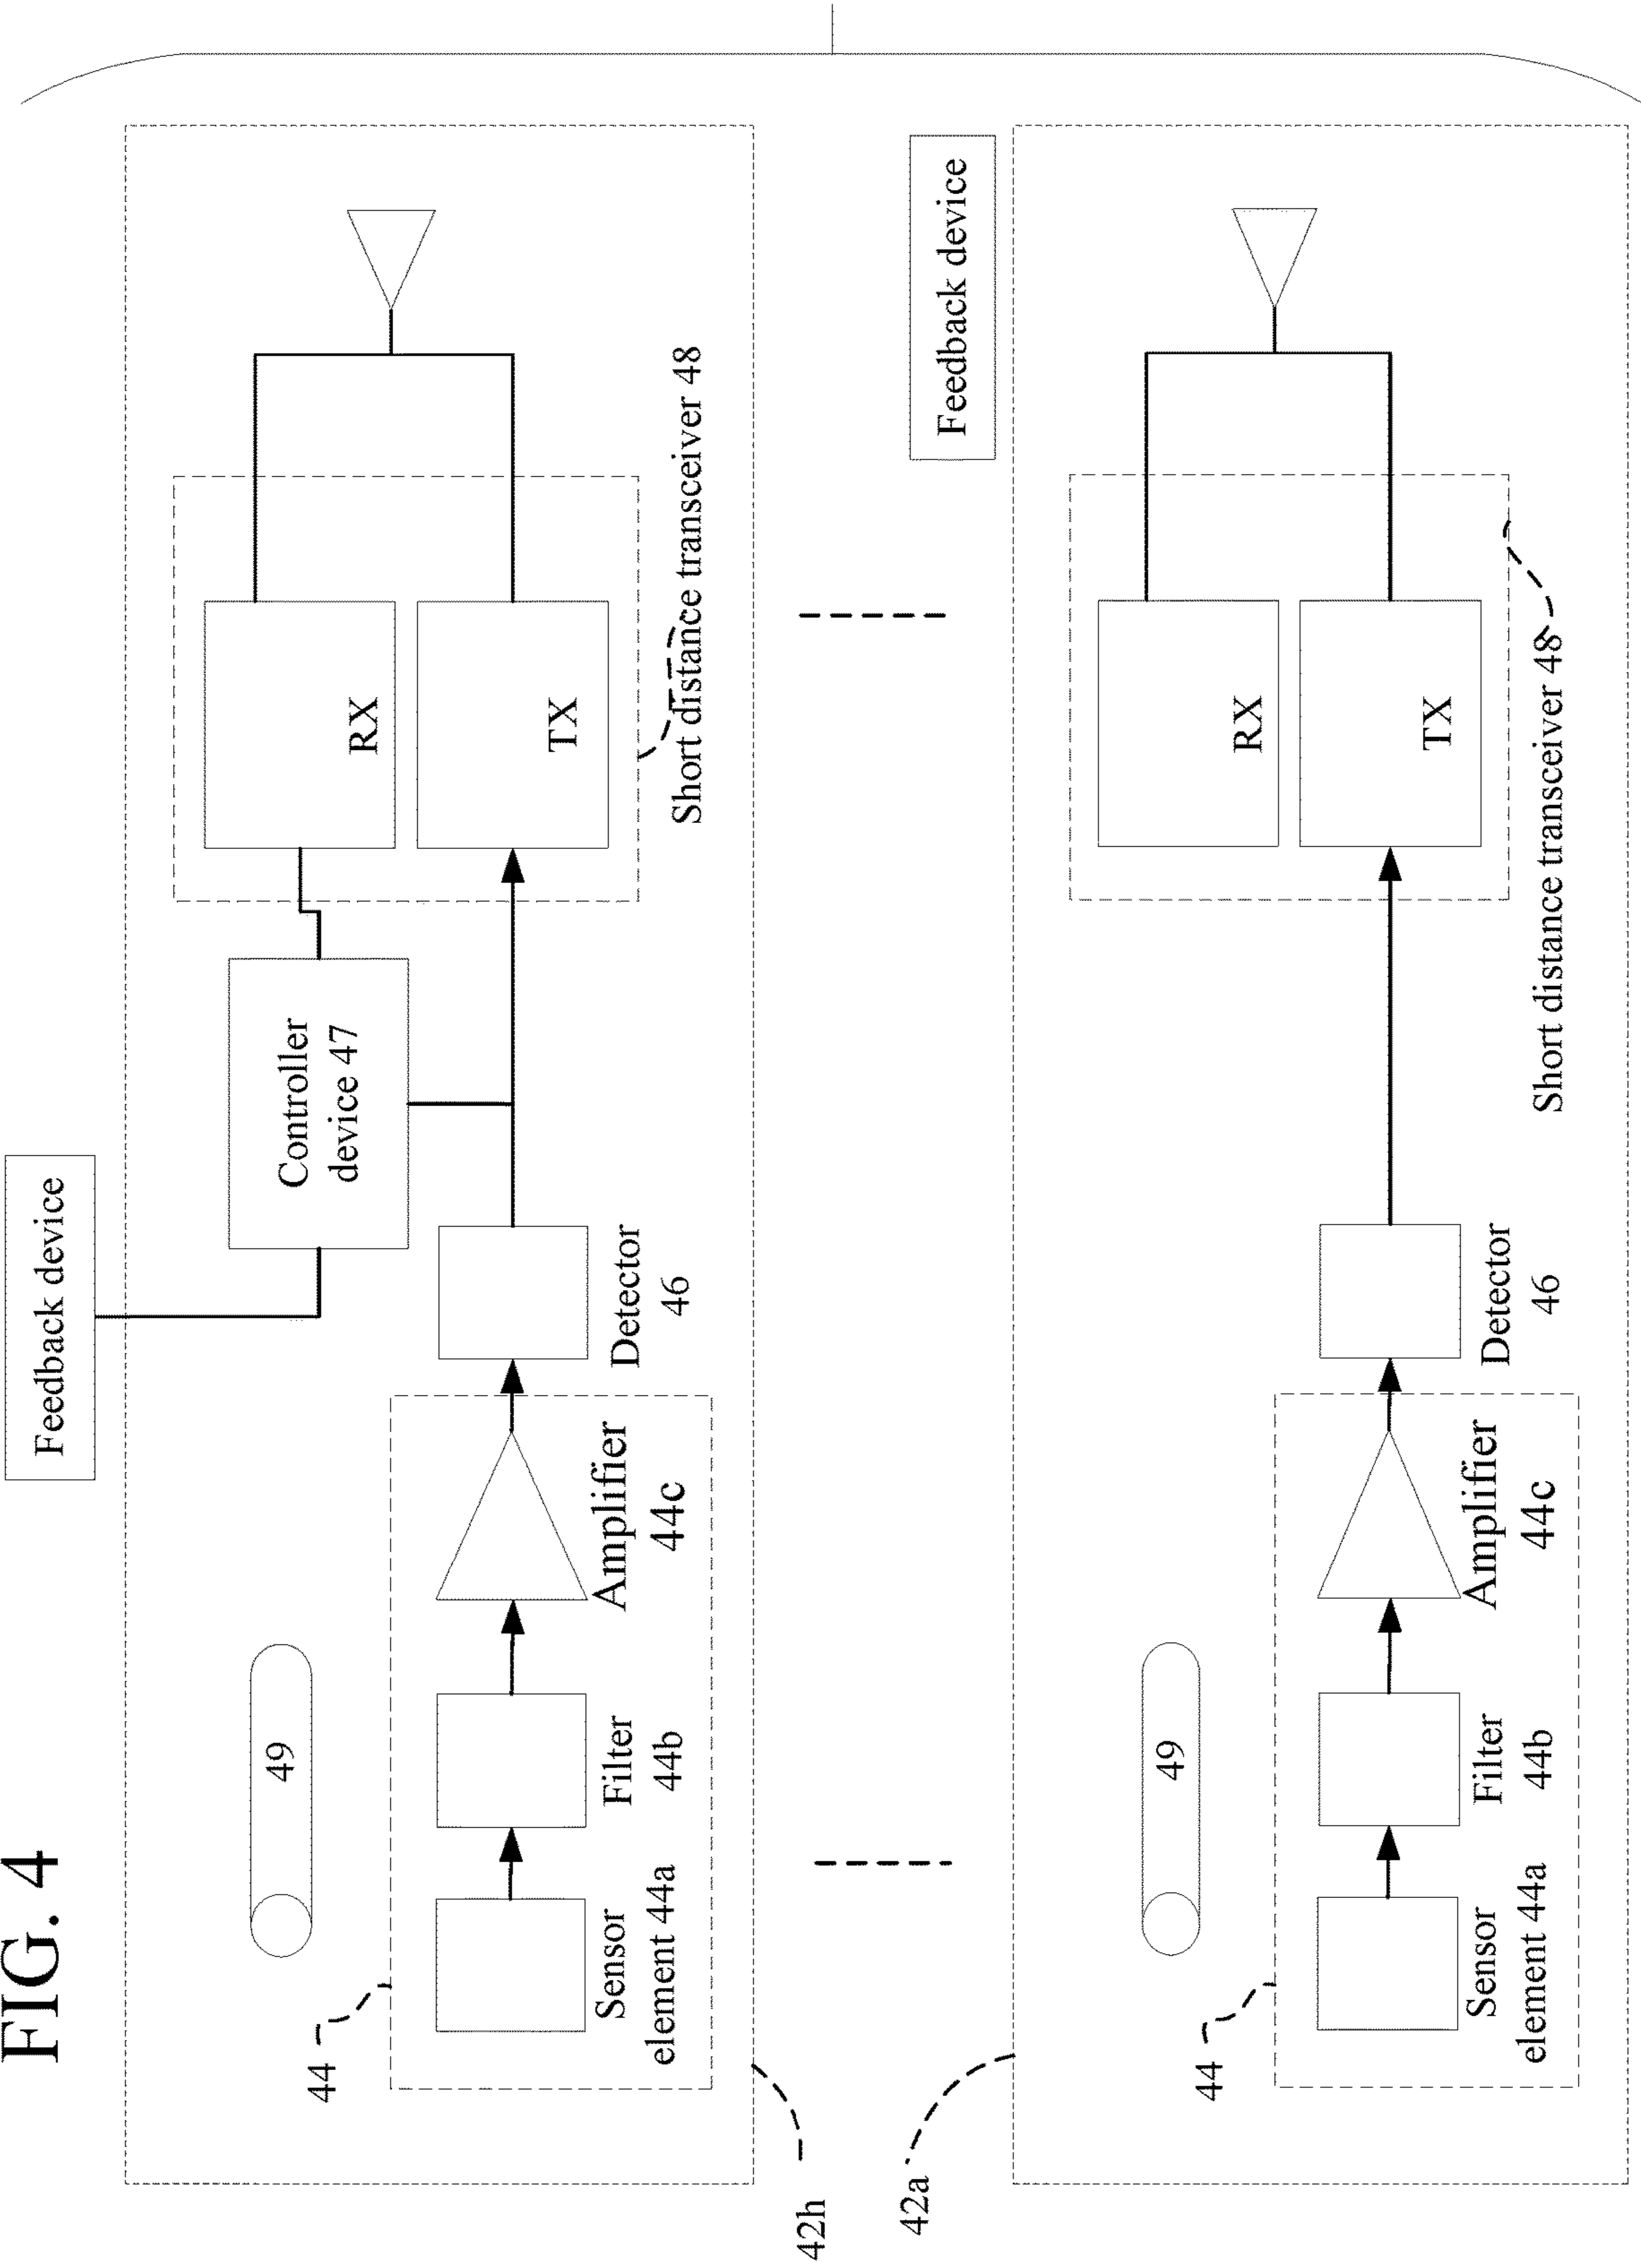 FIG. 4
Feedback device
Controller
device 47
RX
TX
Short distance transceiver 48
49
44
Sensor
element 44a
Filter
44b
Amplifier
44c
Detector
46
42h
42a
Feedback device
RX
TX
Short distance transceiver 48
49
44
Sensor
element 44a
Filter
44b
Amplifier
44c
Detector
46